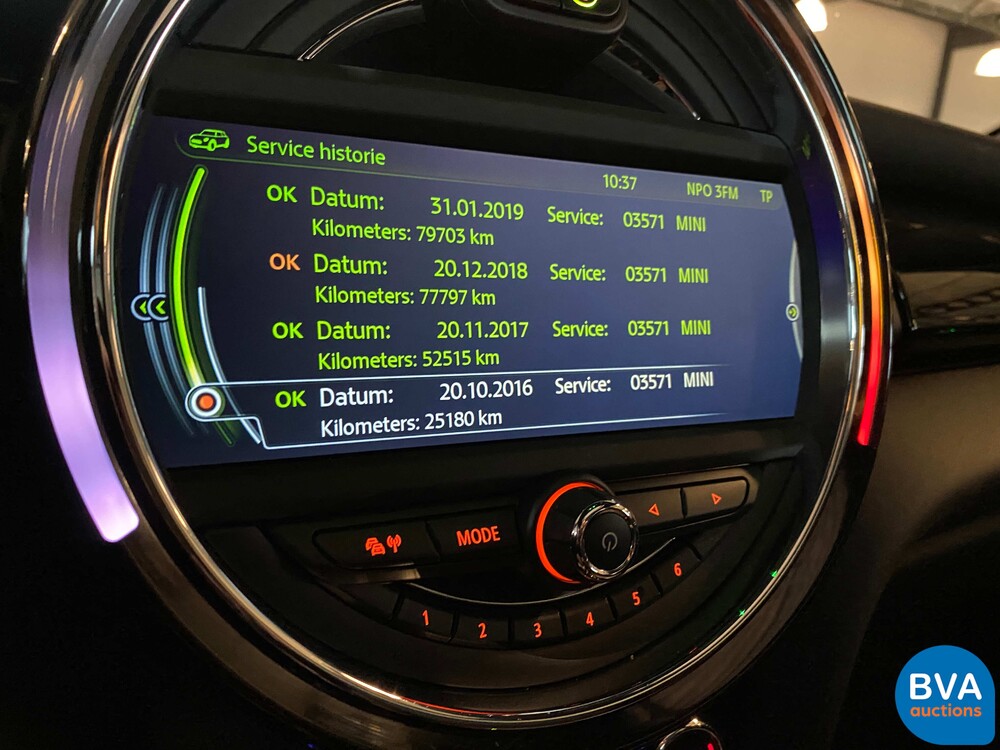 Service historie
10:37 NPO 3FM TP
OK Datum: 31.01.2019 Service: 03571 MINI
Kilometers: 79703 km
OK Datum: 20.12.2018 Service: 03571 MINI
Kilometers: 77797 km
OK Datum: 20.11.2017 Service: 03571 MINI
Kilometers: 52515 km
OK Datum: 20.10.2016 Service: 03571 MINI
Kilometers: 25180 km
MODE
1 2 3 4 5 6
BVA
auctions